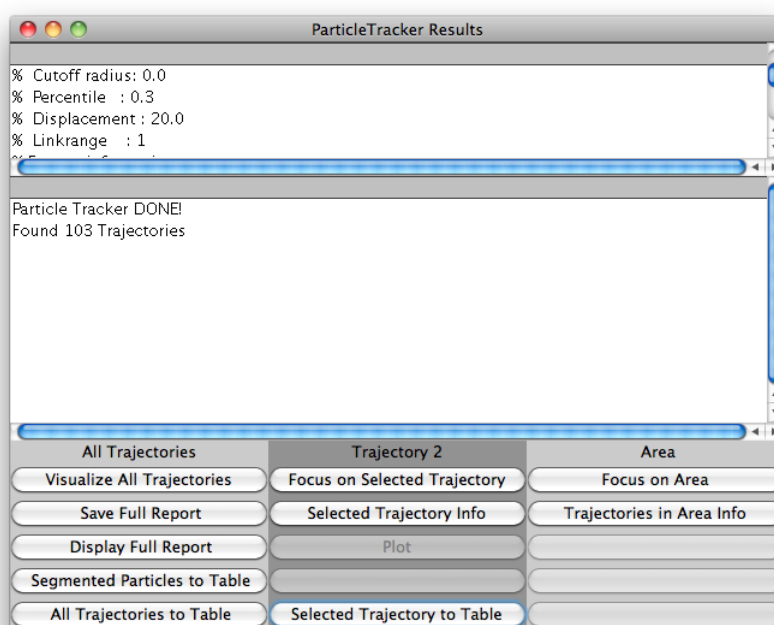 ParticleTracker Results
% Cutoff radius: 0.0
% Percentile : 0.3
% Displacement : 20.0
% Linkrange : 1
Particle Tracker DONE!
Found 103 Trajectories
All Trajectories Trajectory 2 Area
Visualize All Trajectories Focus on Selected Trajectory Focus on Area
Save Full Report Selected Trajectory Info Trajectories in Area Info
Display Full Report Plot
Segmented Particles to Table
All Trajectories to Table Selected Trajectory to Table